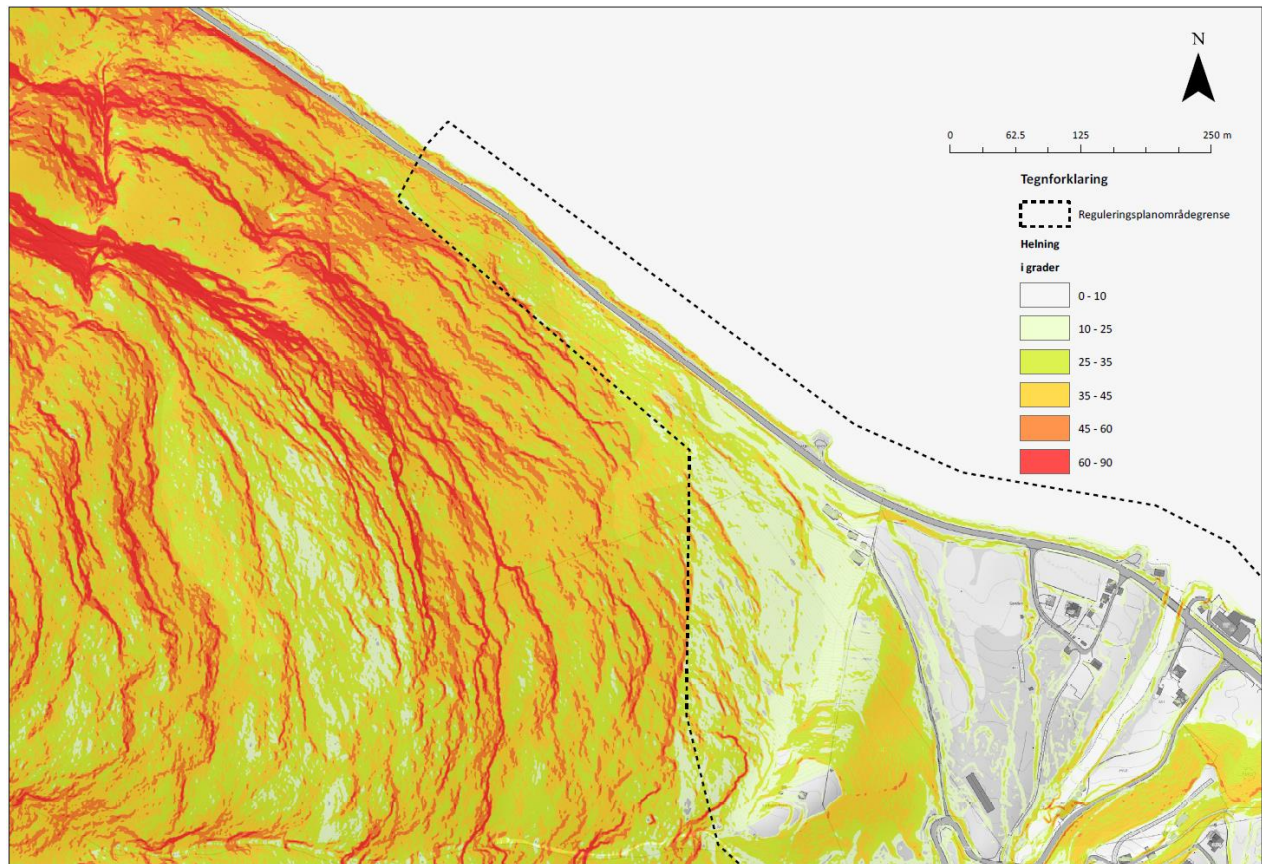 N
0 62.5 125 250 m
Tegnforklaring
Reguleringsplanområdegrense
Helning
i grader
0 - 10
10 - 25
25 - 35
35 - 45
45 - 60
60 - 90